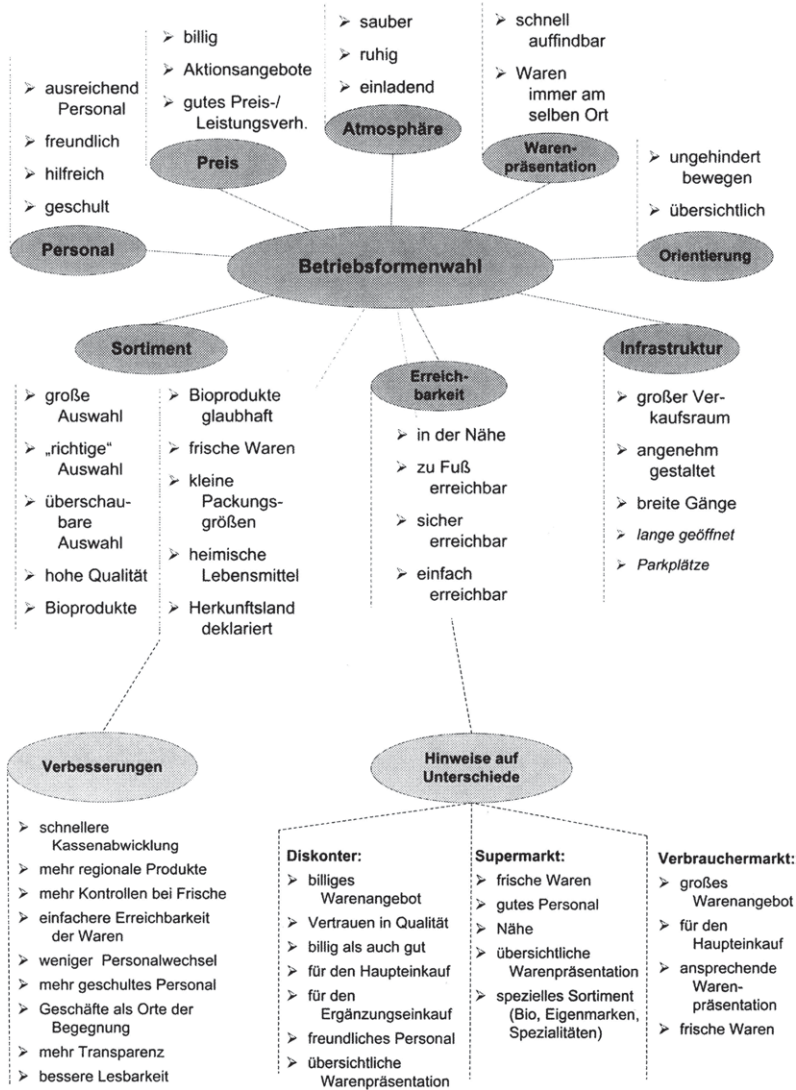 ausreichend
Personal
freundlich
hilfreich
geschult
Personal
billig
Aktionsangebote
gutes Preis-/
Leistungsverh.
Preis
sauber
ruhig
einladend
Atmosphäre
schnell
auffindbar
Waren
immer am
selben Ort
Waren-
präsentation
ungehindert
bewegen
übersichtlich
Orientierung
Betriebsformenwahl
Sortiment
große
Auswahl
„richtige“
Auswahl
überschau-
bare
Auswahl
hohe Qualität
Bioprodukte
Bioprodukte
glaubhaft
frische Waren
kleine
Packungs-
größen
heimische
Lebensmittel
Herkunftsland
deklariert
Erreich-
barkeit
in der Nähe
zu Fuß
erreichbar
sicher
erreichbar
einfach
erreichbar
Infrastruktur
großer Ver-
kaufsraum
angenehm
gestaltet
breite Gänge
lange geöffnet
Parkplätze
Verbesserungen
schnellere
Kassenabwicklung
mehr regionale Produkte
mehr Kontrollen bei Frische
einfachere Erreichbarkeit
der Waren
weniger Personalwechsel
mehr geschultes Personal
Geschäfte als Orte der
Begegnung
mehr Transparenz
bessere Lesbarkeit
Hinweise auf
Unterschiede
Diskonter:
billiges
Warenangebot
Vertrauen in Qualität
billig als auch gut
für den Haupteinkauf
für den
Ergänzungseinkauf
freundliches Personal
übersichtliche
Warenpräsentation
Supermarkt:
frische Waren
gutes Personal
Nähe
übersichtliche
Warenpräsentation
spezielles Sortiment
(Bio, Eigenmarken,
Spezialitäten)
Verbrauchermarkt:
großes
Warenangebot
für den
Haupteinkauf
ansprechende
Waren-
präsentation
frische Waren